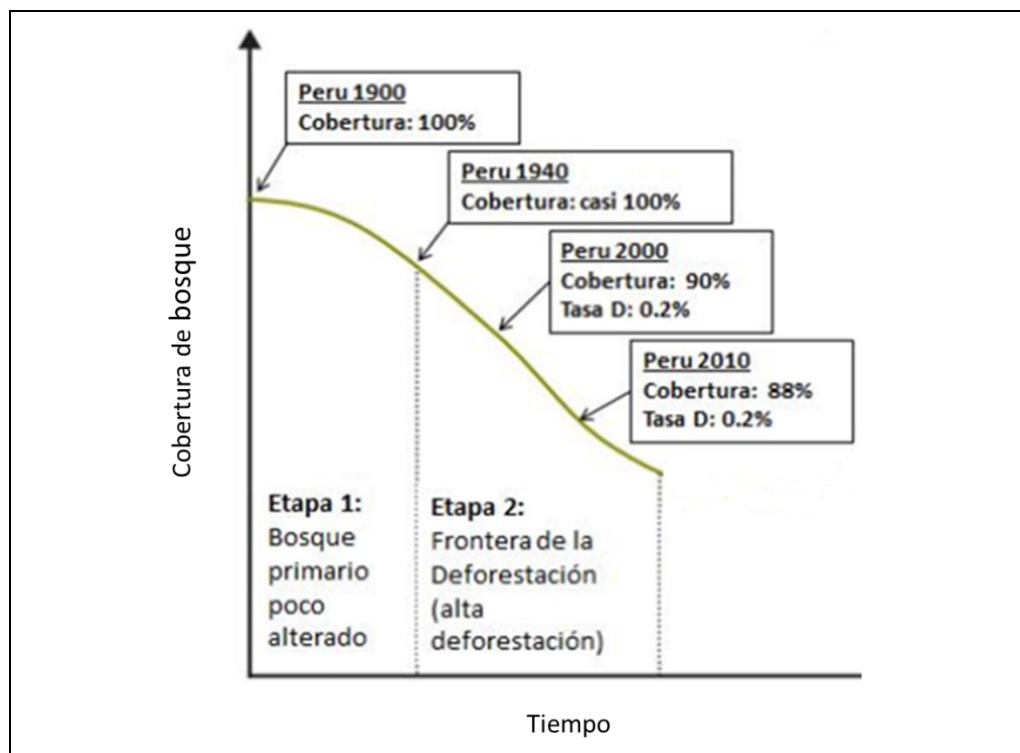 Peru 1900
Cobertura: 100%
Peru 1940
Cobertura: casi 100%
Peru 2000
Cobertura: 90%
Tasa D: 0.2%
Peru 2010
Cobertura: 88%
Tasa D: 0.2%
Cobertura de bosque
Etapa 1:
Bosque
primario
poco
alterado
Etapa 2:
Frontera de la
Deforestación
(alta
deforestación)
Tiempo